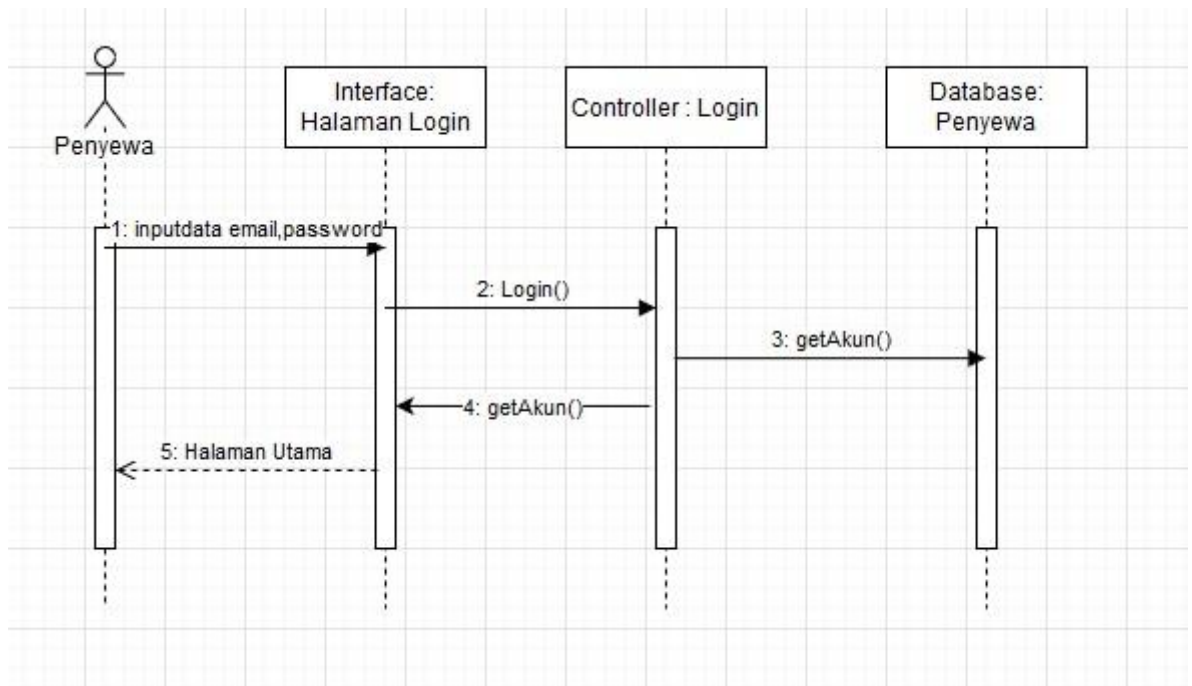 Penyewa
Interface:
Halaman Login
Controller : Login
Database:
Penyewa
1: inputdata email,password
2: Login()
3: getAkun()
4: getAkun()
5: Halaman Utama